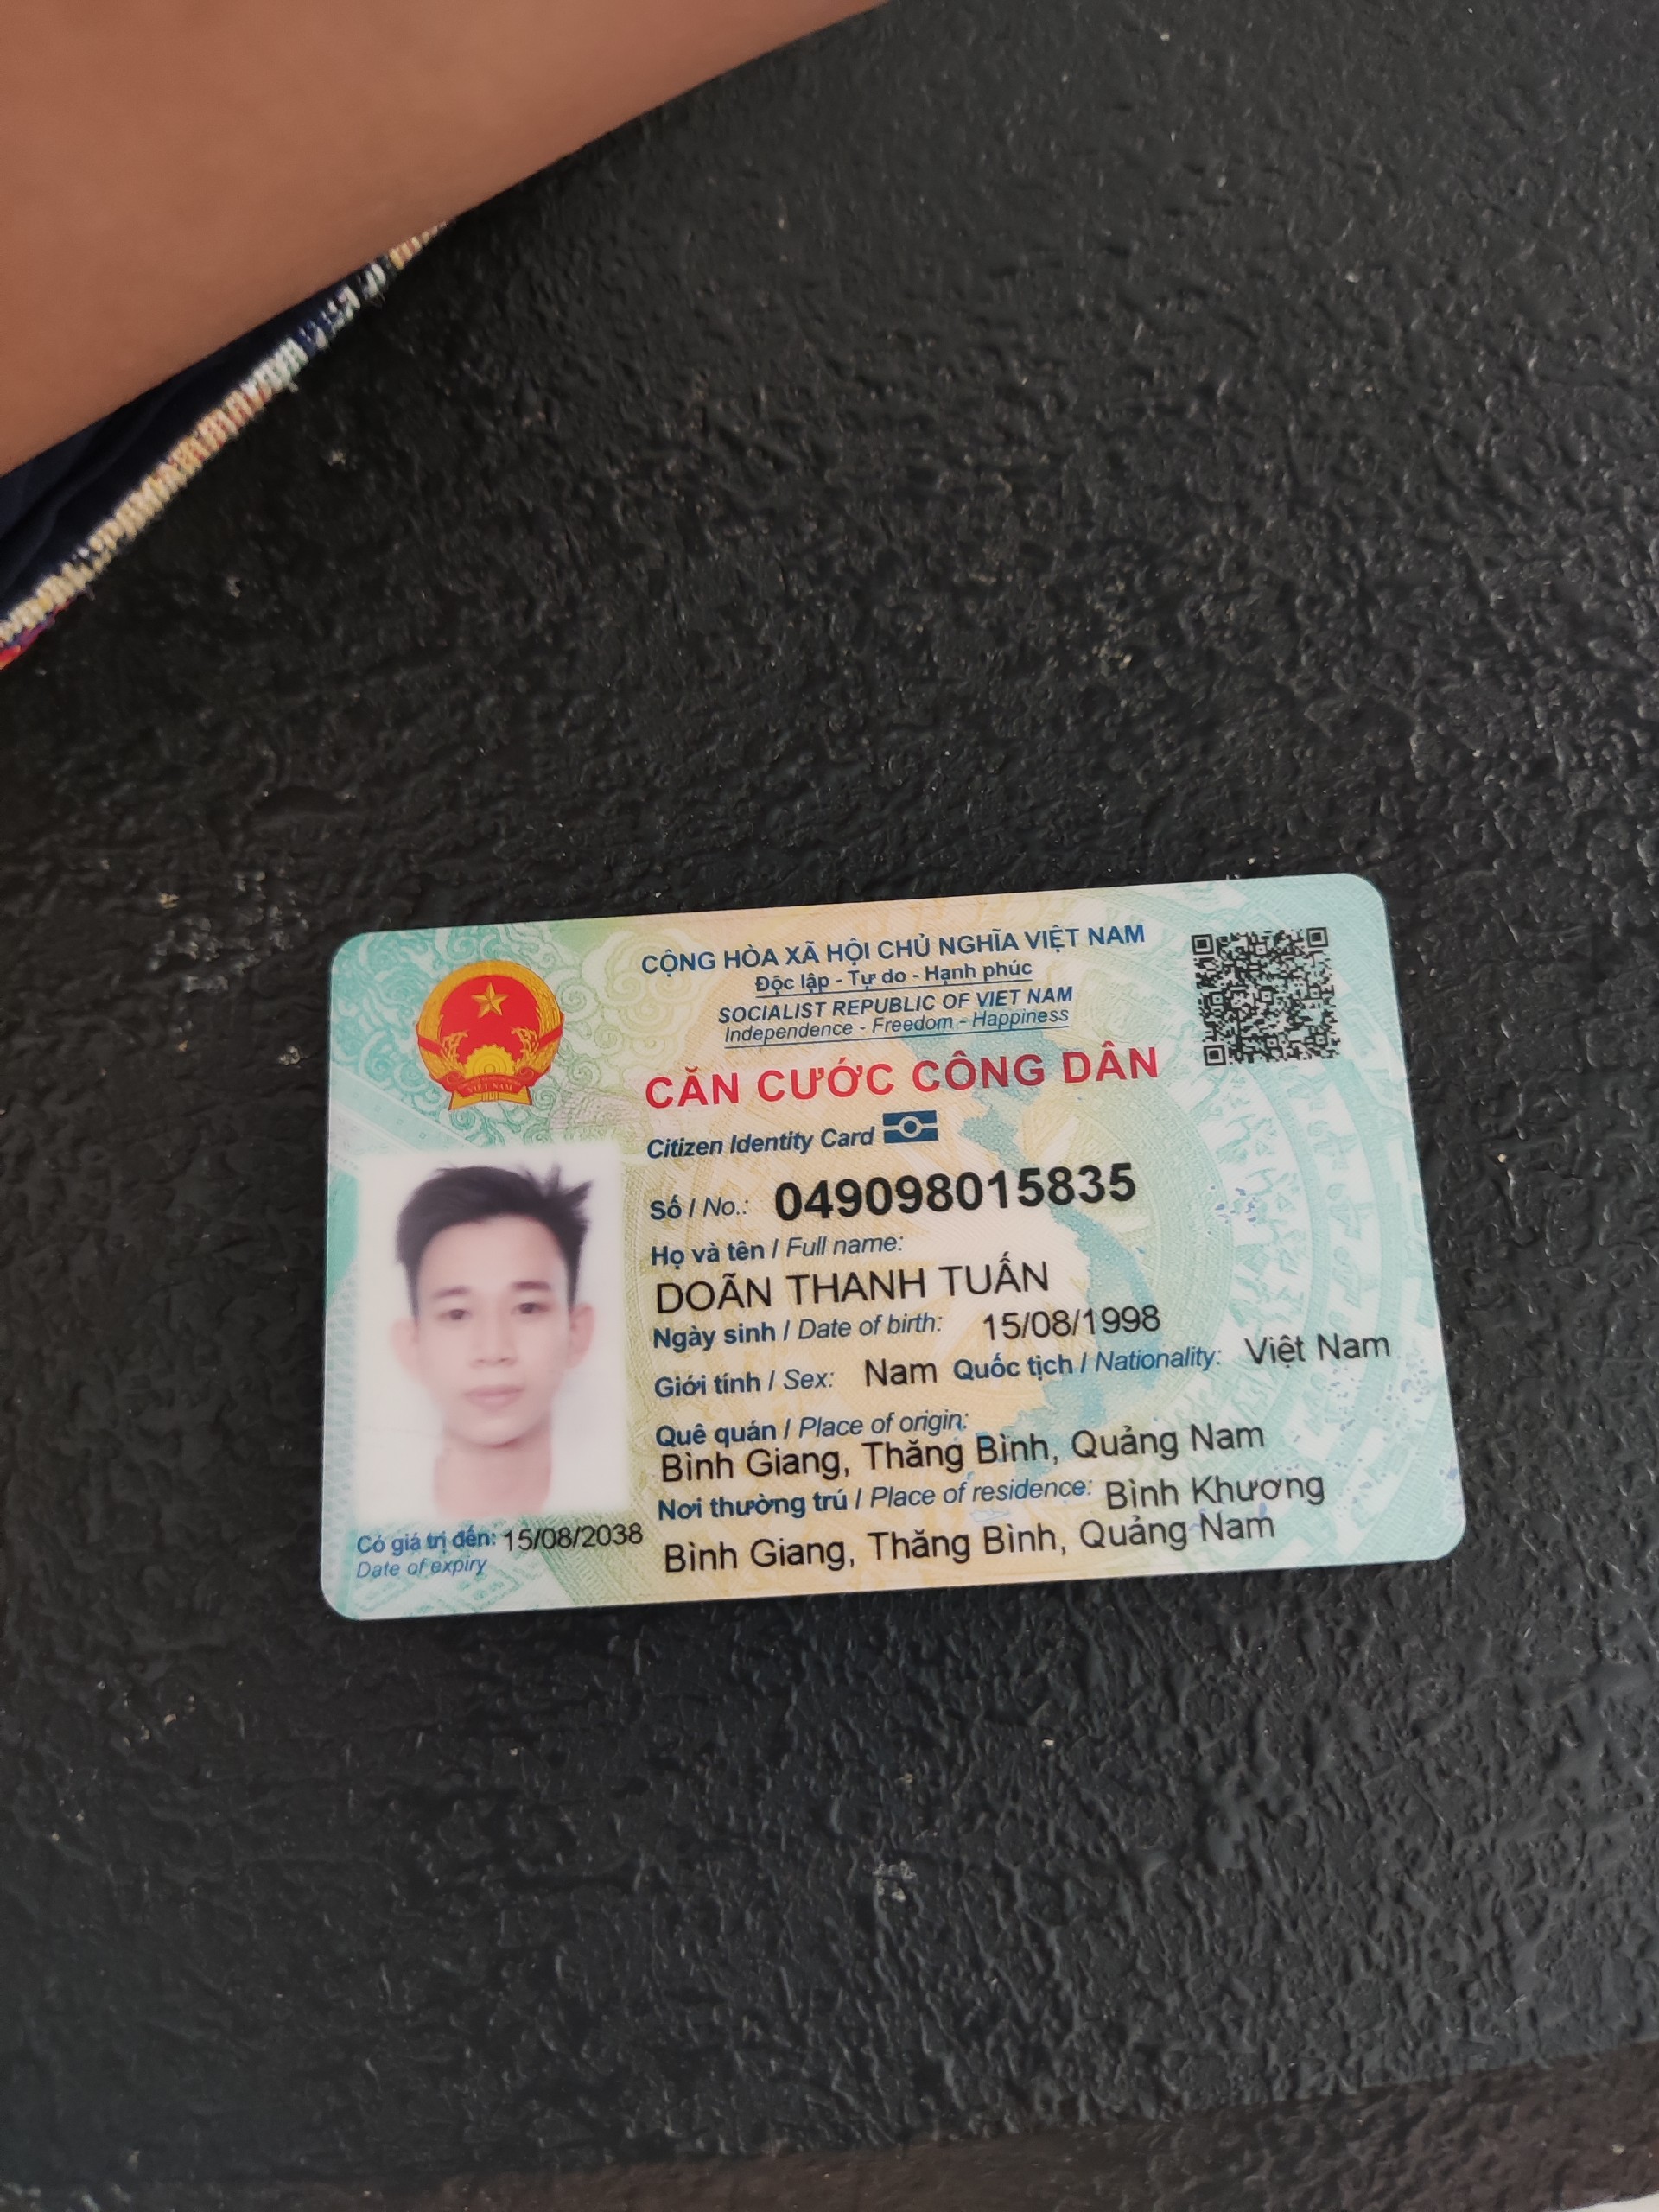 CỘNG HÒA XÃ HỘI CHỦ NGHĨA VIỆT NAM
Độc lập - Tự do - Hạnh phúc
SOCIALIST REPUBLIC OF VIET NAM
Independence - Freedom - Happiness
CĂN CƯỚC CÔNG DÂN
Citizen Identity Card
Số / No.: 049098015835
Họ và tên / Full name:
DOÃN THANH TUẤN
Ngày sinh / Date of birth: 15/08/1998
Giới tính / Sex: Nam Quốc tịch / Nationality: Việt Nam
Quê quán / Place of origin:
Bình Giang, Thăng Bình, Quảng Nam
Nơi thường trú / Place of residence: Bình Khương
Bình Giang, Thăng Bình, Quảng Nam
Có giá trị đến: 15/08/2038
Date of expiry
VIỆT NAM